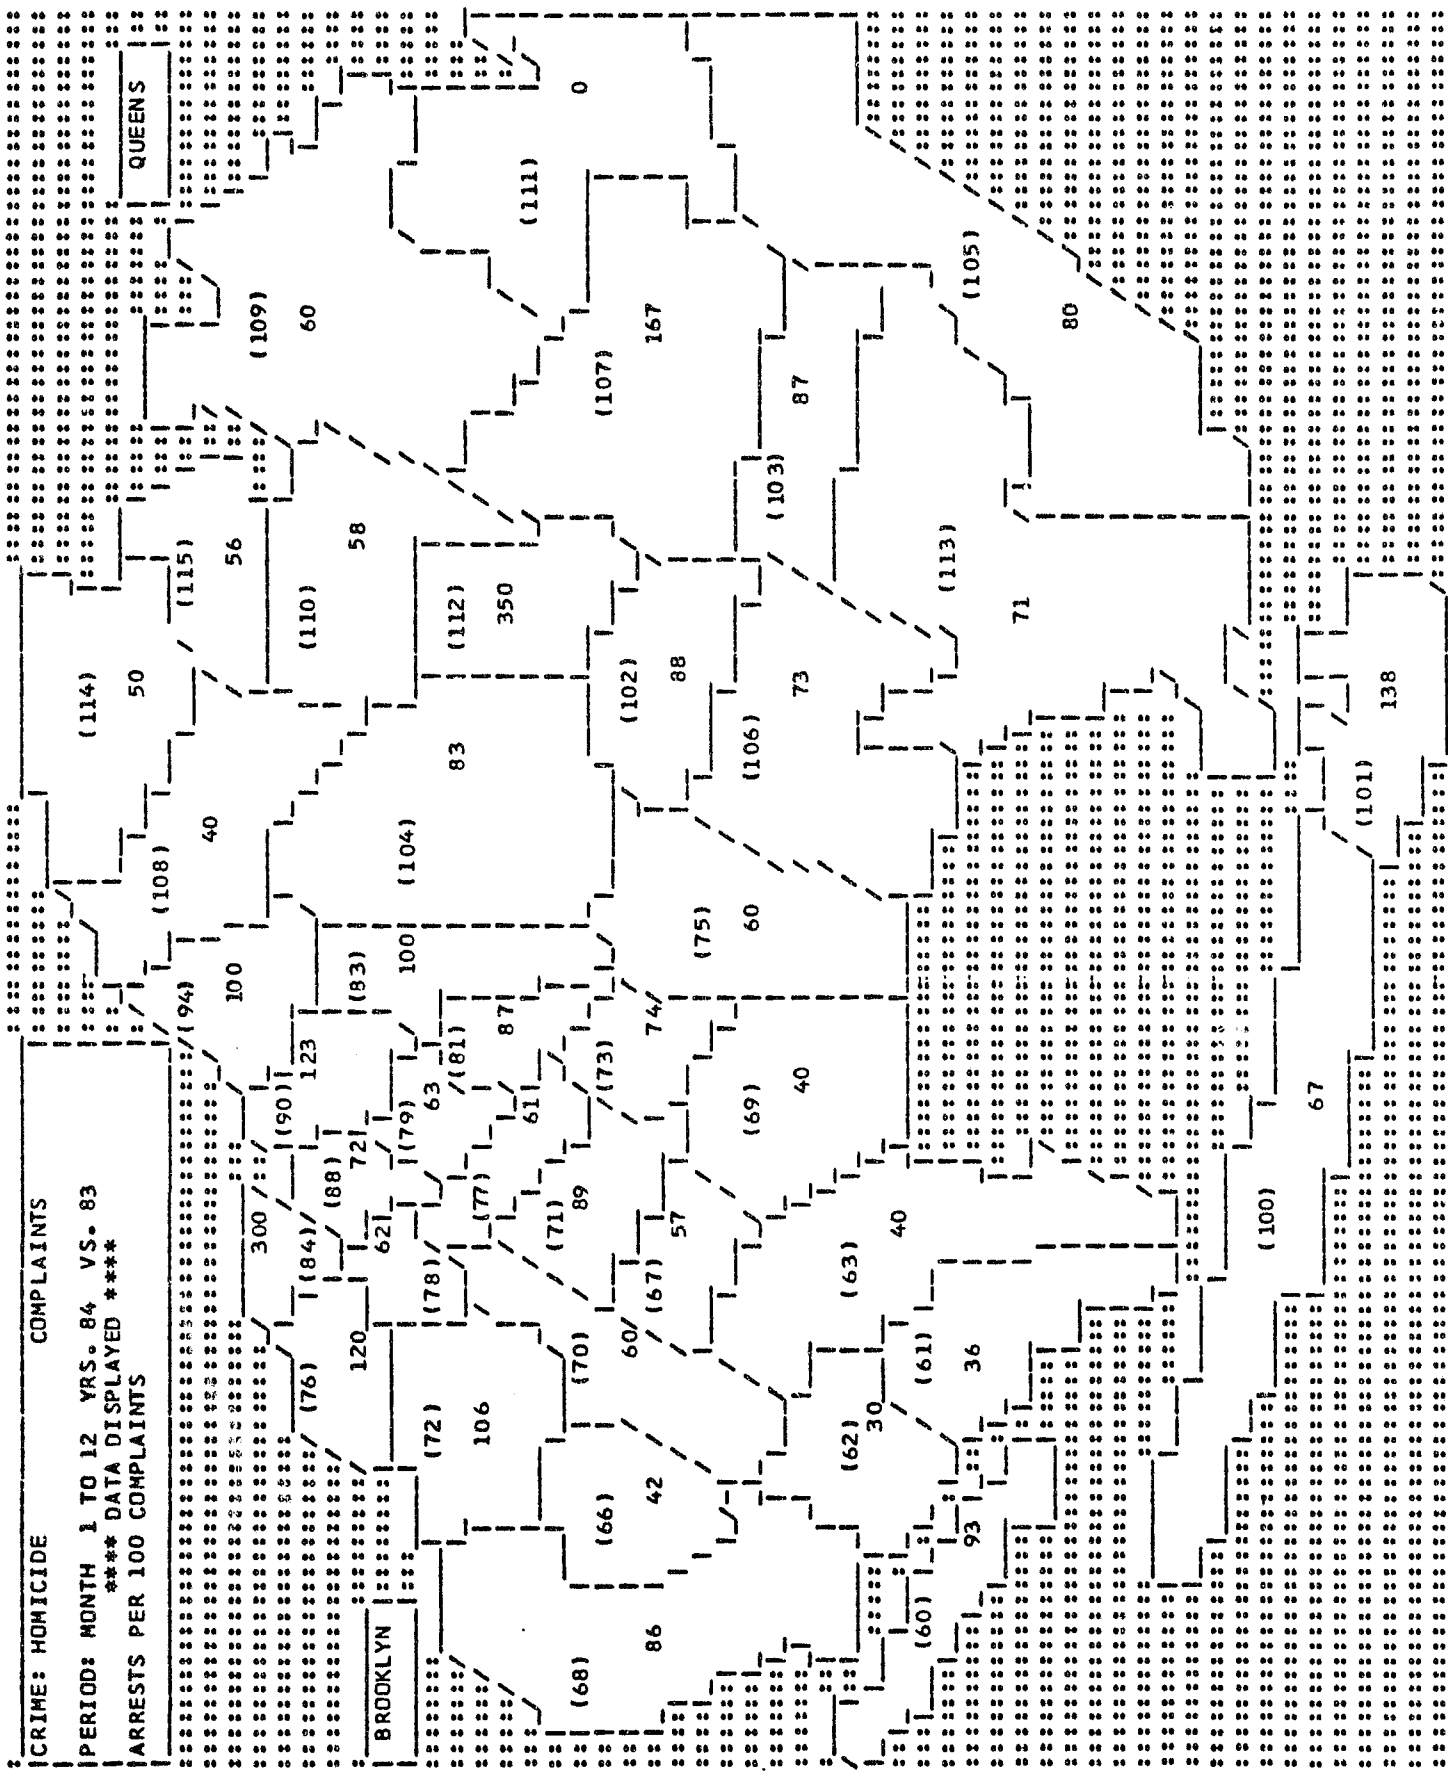 CRIME: HOMICIDE COMPLAINTS
PERIOD: MONTH 1 TO 12 YRS. 84 VS. 83 (114)
**** DATA DISPLAYED ****
ARRESTS PER 100 COMPLAINTS 50 QUEENS
(108)
(94) (115)
40
100 56
300 (109)
(90)
(76) (84) 123 (110) 60
(88)
120 72 (83) 58
BROOKLYN 62
(79) 100 (104)
(72) (78) 63
(81) 83 (112)
106 (77)
87 350
61 (111)
(71)
(68) (70) 89 0
(66) (73) (107)
60 (102)
86 42 (67) 74 167
57 88
(75)
(69) 60 (106)
(103)
40 73 87
(62) (63)
30
40
(60) (61)
(113)
93 36 (105)
71
80
(100)
67
(101)
138